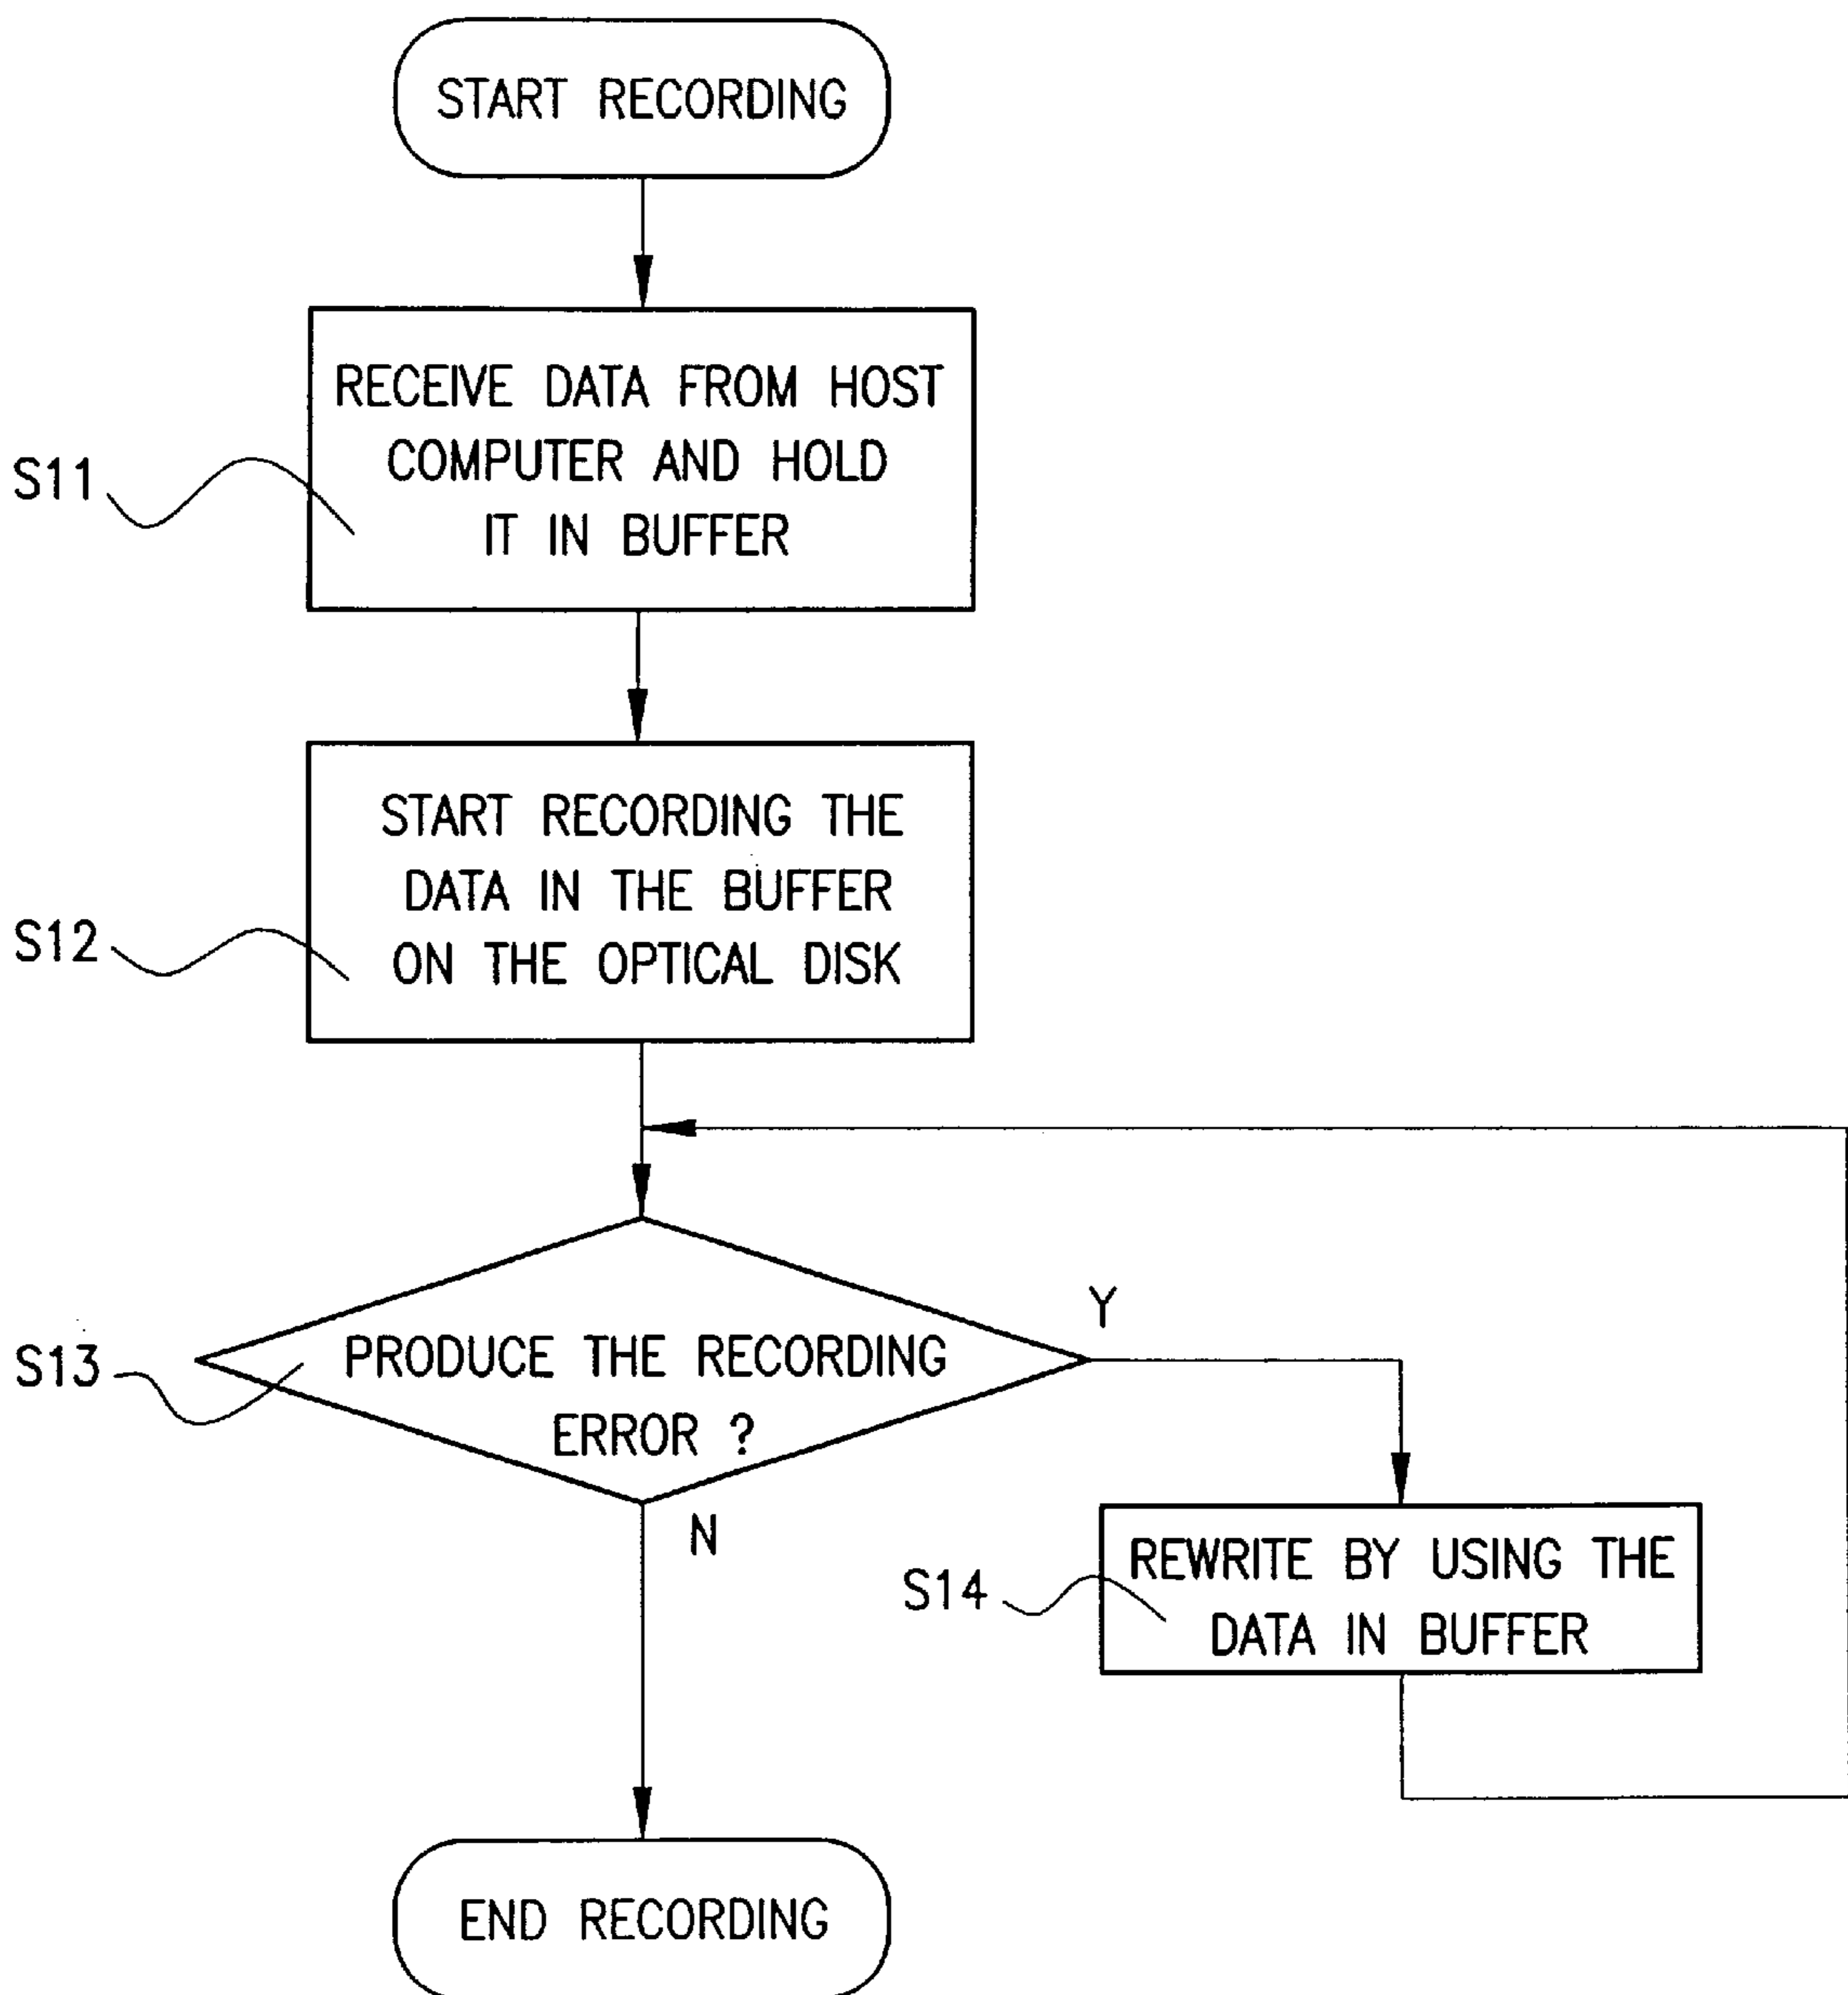 START RECORDING
RECEIVE DATA FROM HOST
COMPUTER AND HOLD
IT IN BUFFER
S11
START RECORDING THE
DATA IN THE BUFFER
ON THE OPTICAL DISK
S12
PRODUCE THE RECORDING
ERROR ?
S13
Y
N
REWRITE BY USING THE
DATA IN BUFFER
S14
END RECORDING